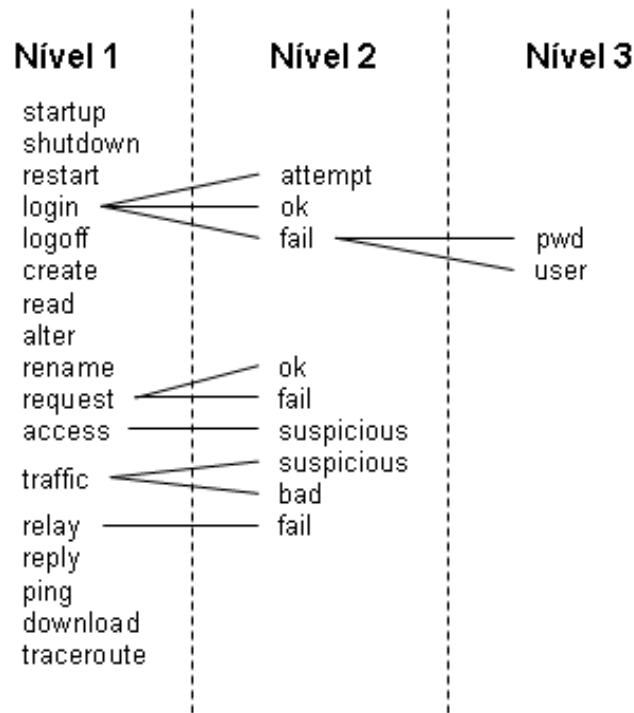 Nível 1 Nível 2 Nível 3
startup
shutdown
restart attempt
login ok
logoff fail pwd
create user
read
alter
rename ok
request fail
access suspicious
suspicious
traffic
bad
relay fail
reply
ping
download
traceroute